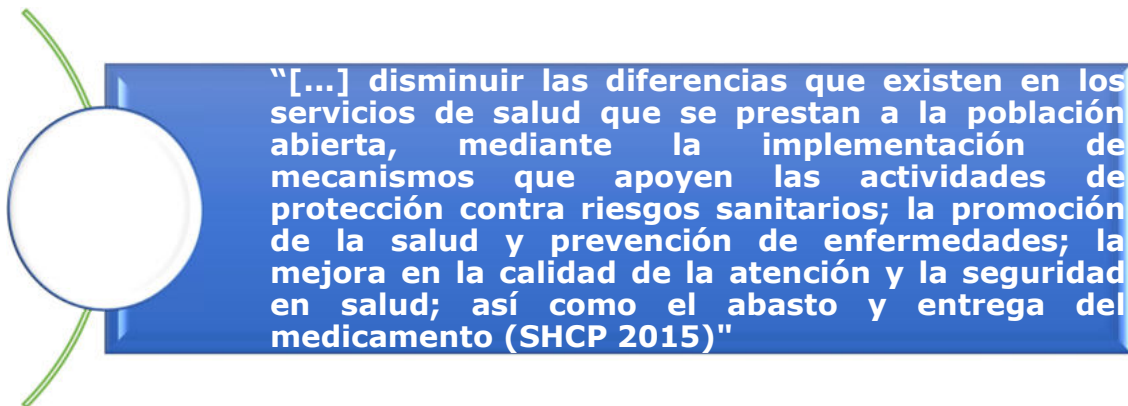 “[...] disminuir las diferencias que existen en los
servicios de salud que se prestan a la población
abierta, mediante la implementación de
mecanismos que apoyen las actividades de
protección contra riesgos sanitarios; la promoción
de la salud y prevención de enfermedades; la
mejora en la calidad de la atención y la seguridad
en salud; así como el abasto y entrega del
medicamento (SHCP 2015)"